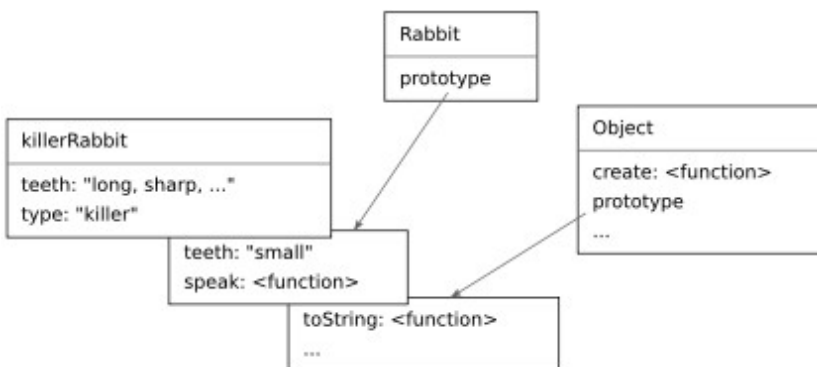 Rabbit
prototype
killerRabbit
teeth: "long, sharp, ..."
type: "killer"
Object
create: <function>
prototype
...
teeth: "small"
speak: <function>
toString: <function>
...